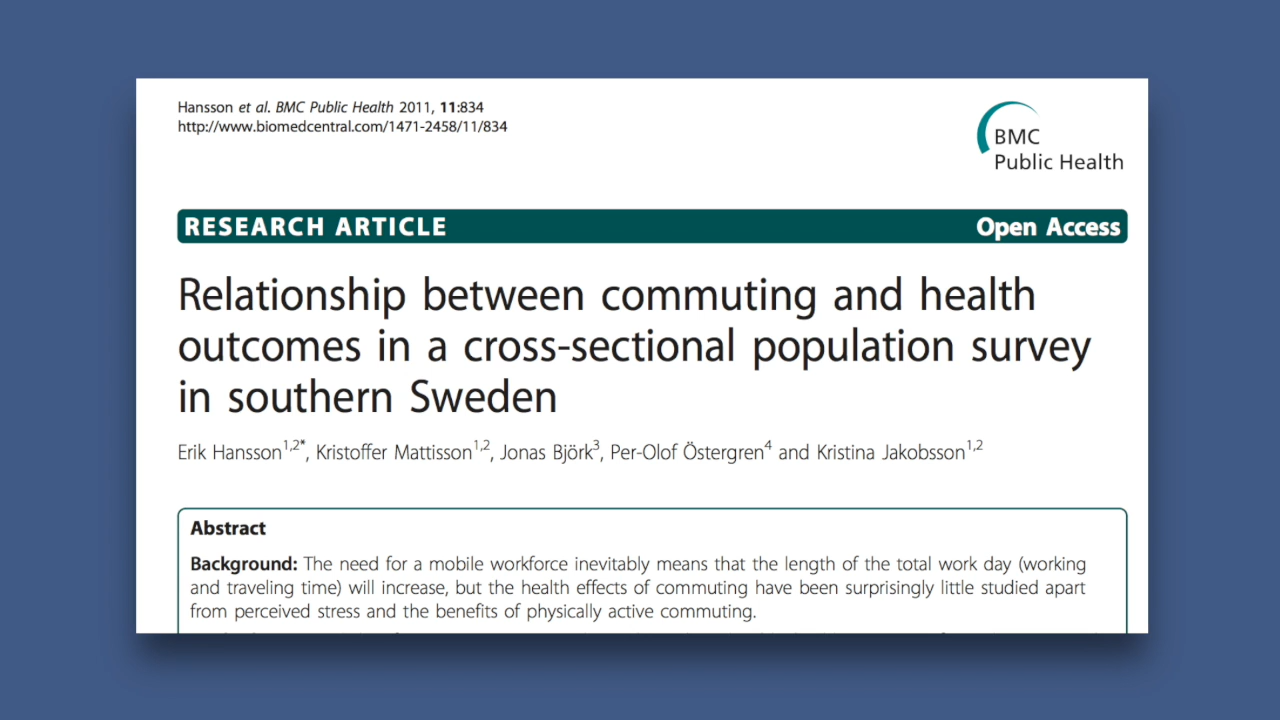 Hansson et al. BMC Public Health 2011, 11:834
http://www.biomedcentral.com/1471-2458/11/834
BMC
Public Health
RESEARCH ARTICLE Open Access
Relationship between commuting and health
outcomes in a cross-sectional population survey
in southern Sweden
Erik Hansson1,2*, Kristoffer Mattisson1,2, Jonas Björk3, Per-Olof Östergren4 and Kristina Jakobsson1,2
Abstract
Background: The need for a mobile workforce inevitably means that the length of the total work day (working
and traveling time) will increase, but the health effects of commuting have been surprisingly little studied apart
from perceived stress and the benefits of physically active commuting.